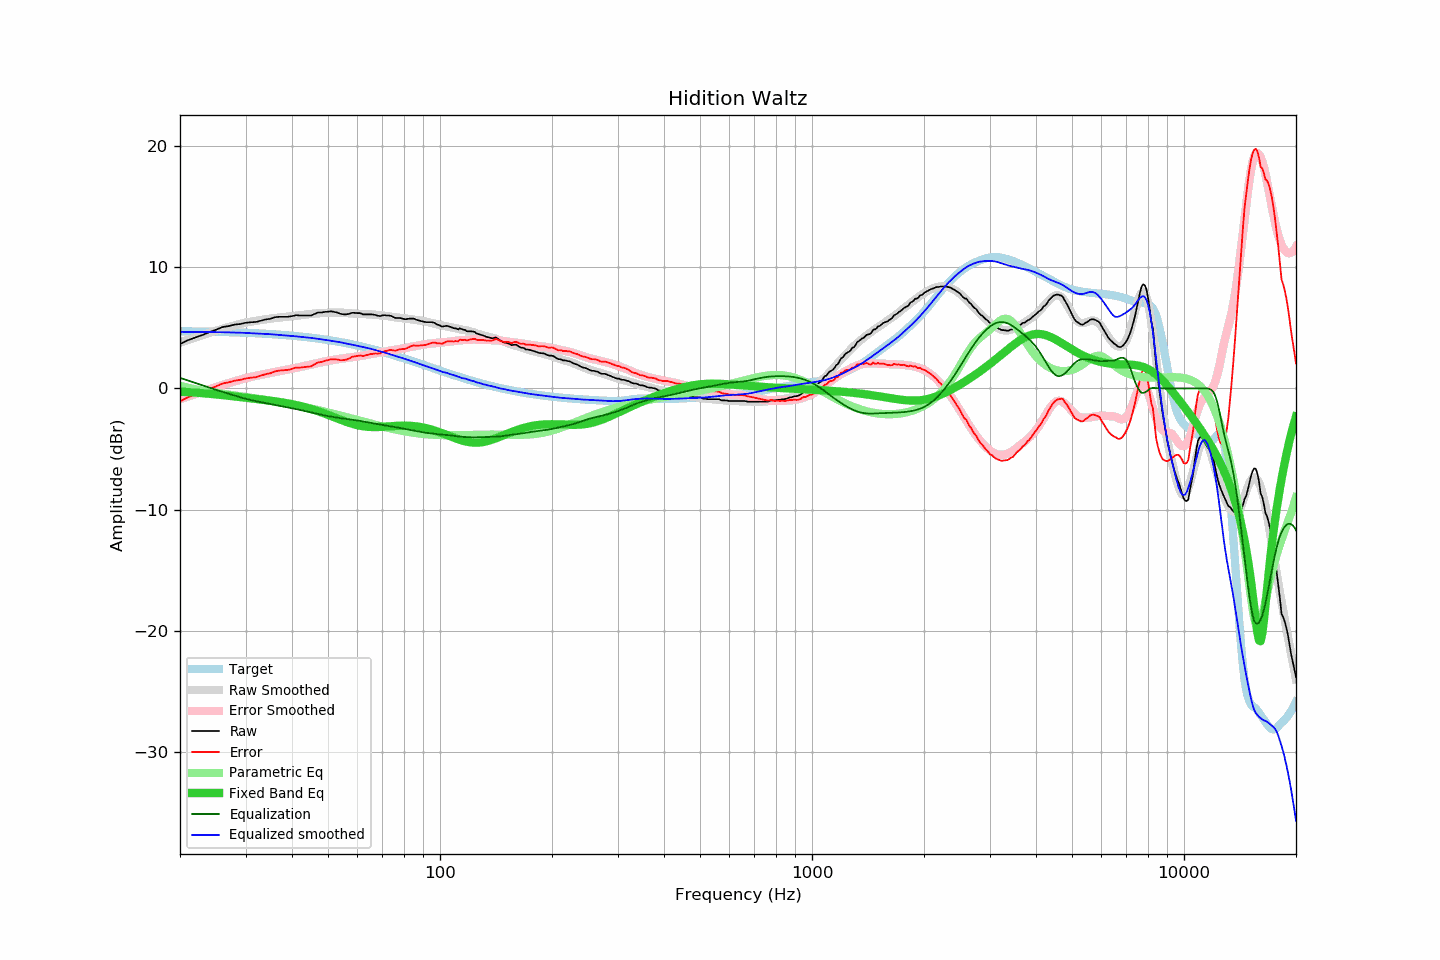 Hidition Waltz
20
10
0
−10
−20
−30
Amplitude (dBr)
Target
Raw Smoothed
Error Smoothed
Raw
Error
Parametric Eq
Fixed Band Eq
Equalization
Equalized smoothed
100 1000 10000
Frequency (Hz)